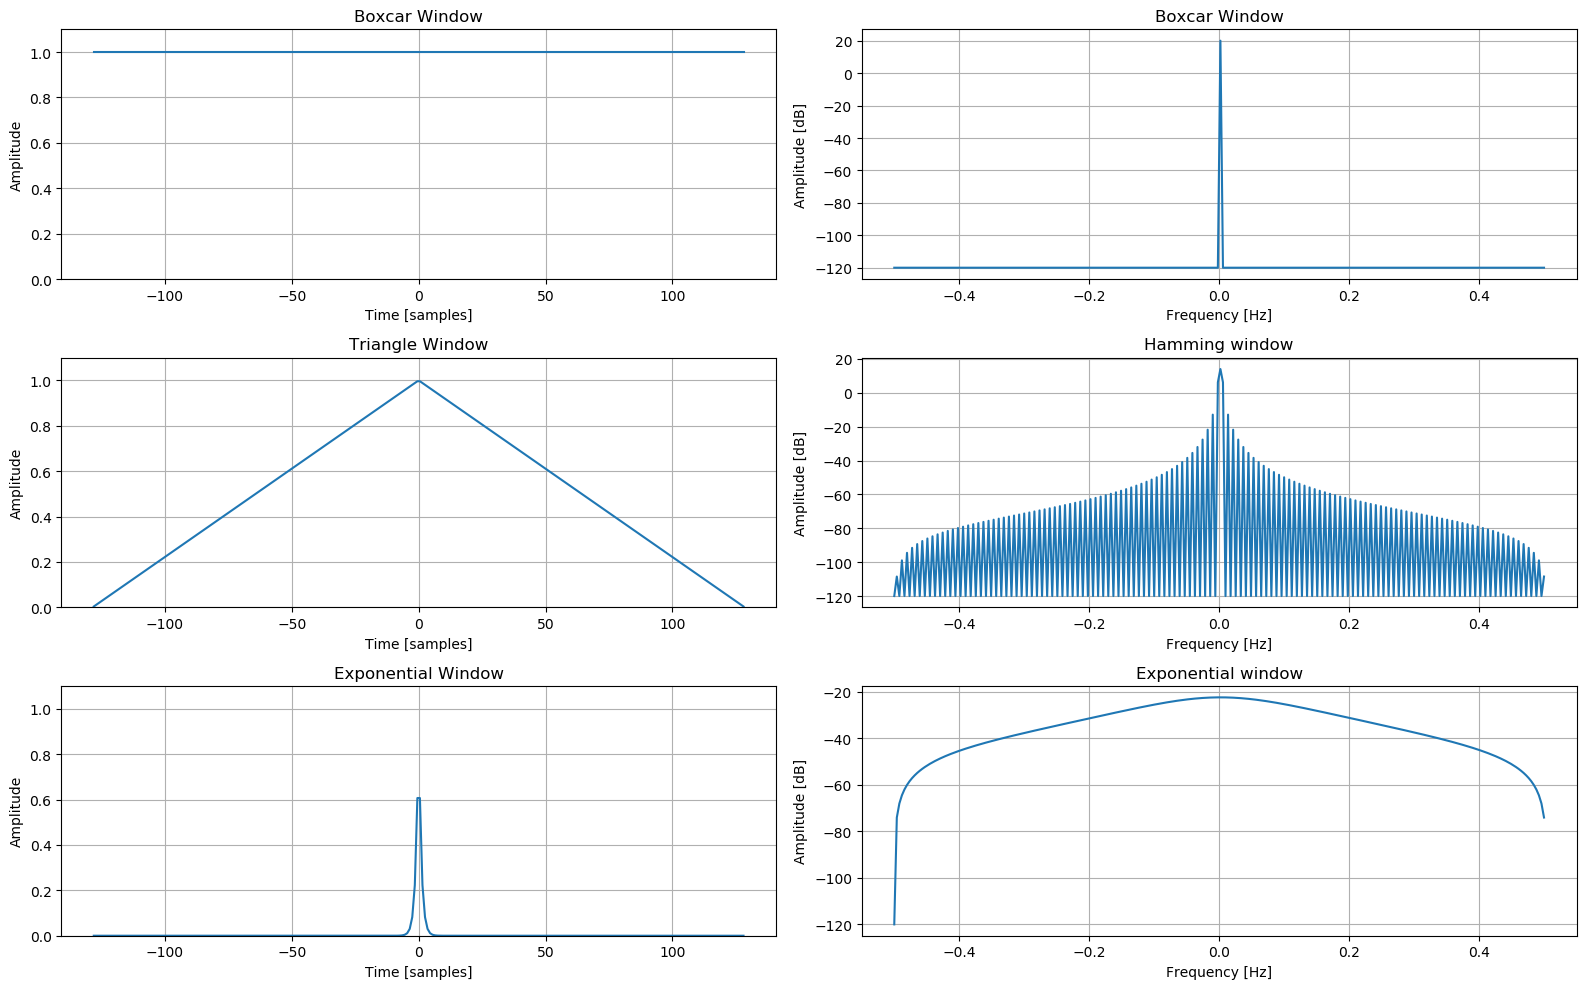 Boxcar Window
1.0
0.8
0.6
0.4
0.2
0.0
Amplitude
−100 −50 0 50 100
Time [samples]
Boxcar Window
20
0
−20
−40
−60
−80
−100
−120
Amplitude [dB]
−0.4 −0.2 0.0 0.2 0.4
Frequency [Hz]
Triangle Window
1.0
0.8
0.6
0.4
0.2
0.0
Amplitude
−100 −50 0 50 100
Time [samples]
Hamming window
20
0
−20
−40
−60
−80
−100
−120
Amplitude [dB]
−0.4 −0.2 0.0 0.2 0.4
Frequency [Hz]
Exponential Window
1.0
0.8
0.6
0.4
0.2
0.0
Amplitude
−100 −50 0 50 100
Time [samples]
Exponential window
−20
−40
−60
−80
−100
−120
Amplitude [dB]
−0.4 −0.2 0.0 0.2 0.4
Frequency [Hz]